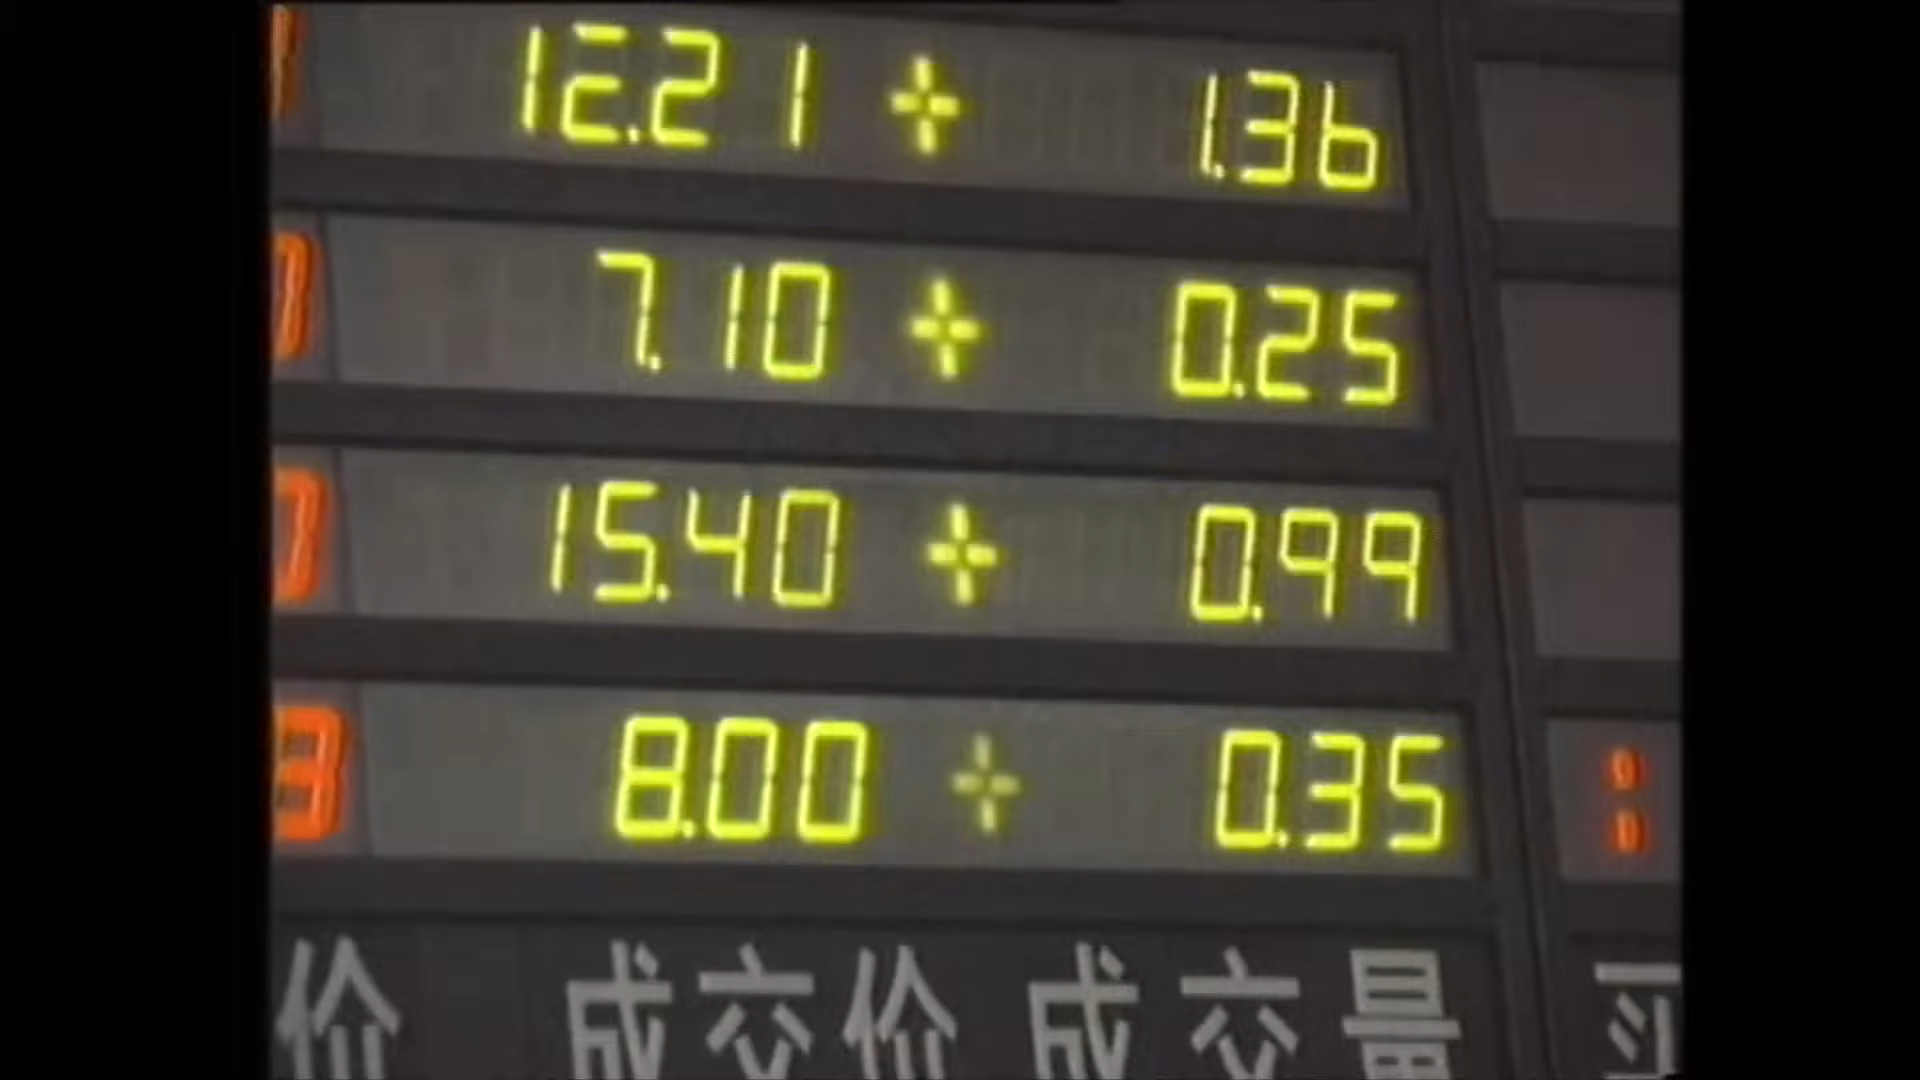 12.21 + 1.36
7.10 + 0.25
15.40 + 0.99
3 8.00 + 0.35
价 成交价 成交量